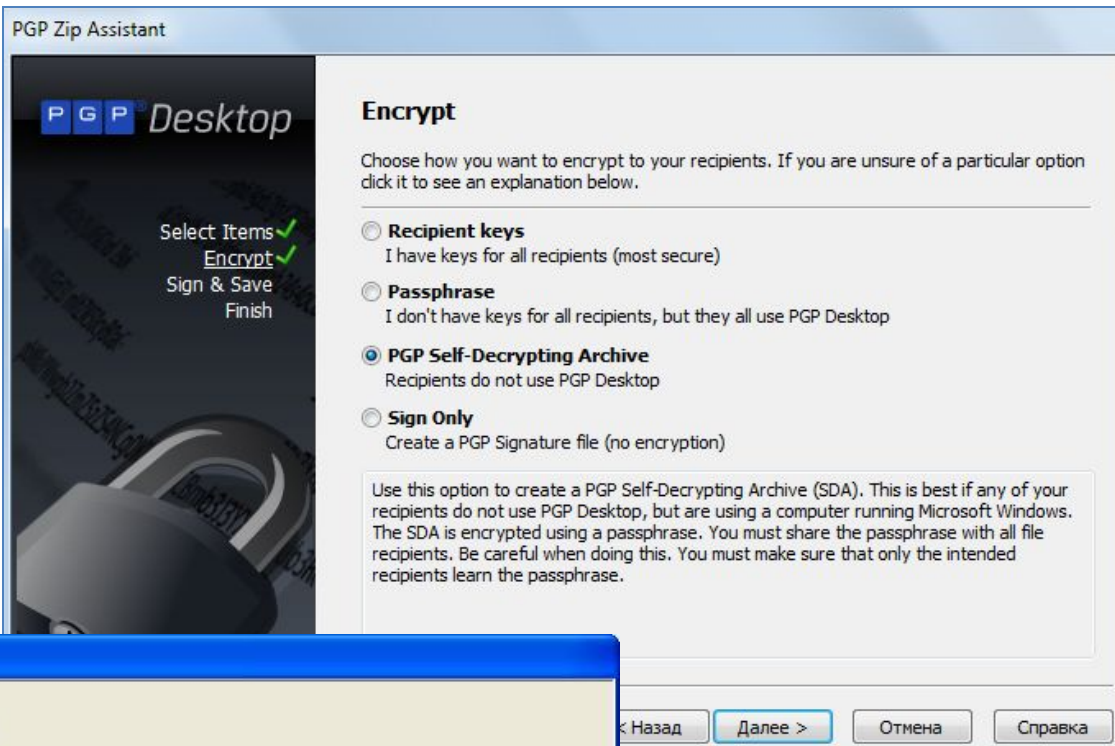 PGP Zip Assistant
PGP® Desktop
Select Items
Encrypt
Sign & Save
Finish
Encrypt
Choose how you want to encrypt to your recipients. If you are unsure of a particular option
click it to see an explanation below.
Recipient keys
I have keys for all recipients (most secure)
Passphrase
I don't have keys for all recipients, but they all use PGP Desktop
PGP Self-Decrypting Archive
Recipients do not use PGP Desktop
Sign Only
Create a PGP Signature file (no encryption)
Use this option to create a PGP Self-Decrypting Archive (SDA). This is best if any of your
recipients do not use PGP Desktop, but are using a computer running Microsoft Windows.
The SDA is encrypted using a passphrase. You must share the passphrase with all file
recipients. Be careful when doing this. You must make sure that only the intended
recipients learn the passphrase.
< Назад Далее > Отмена Справка